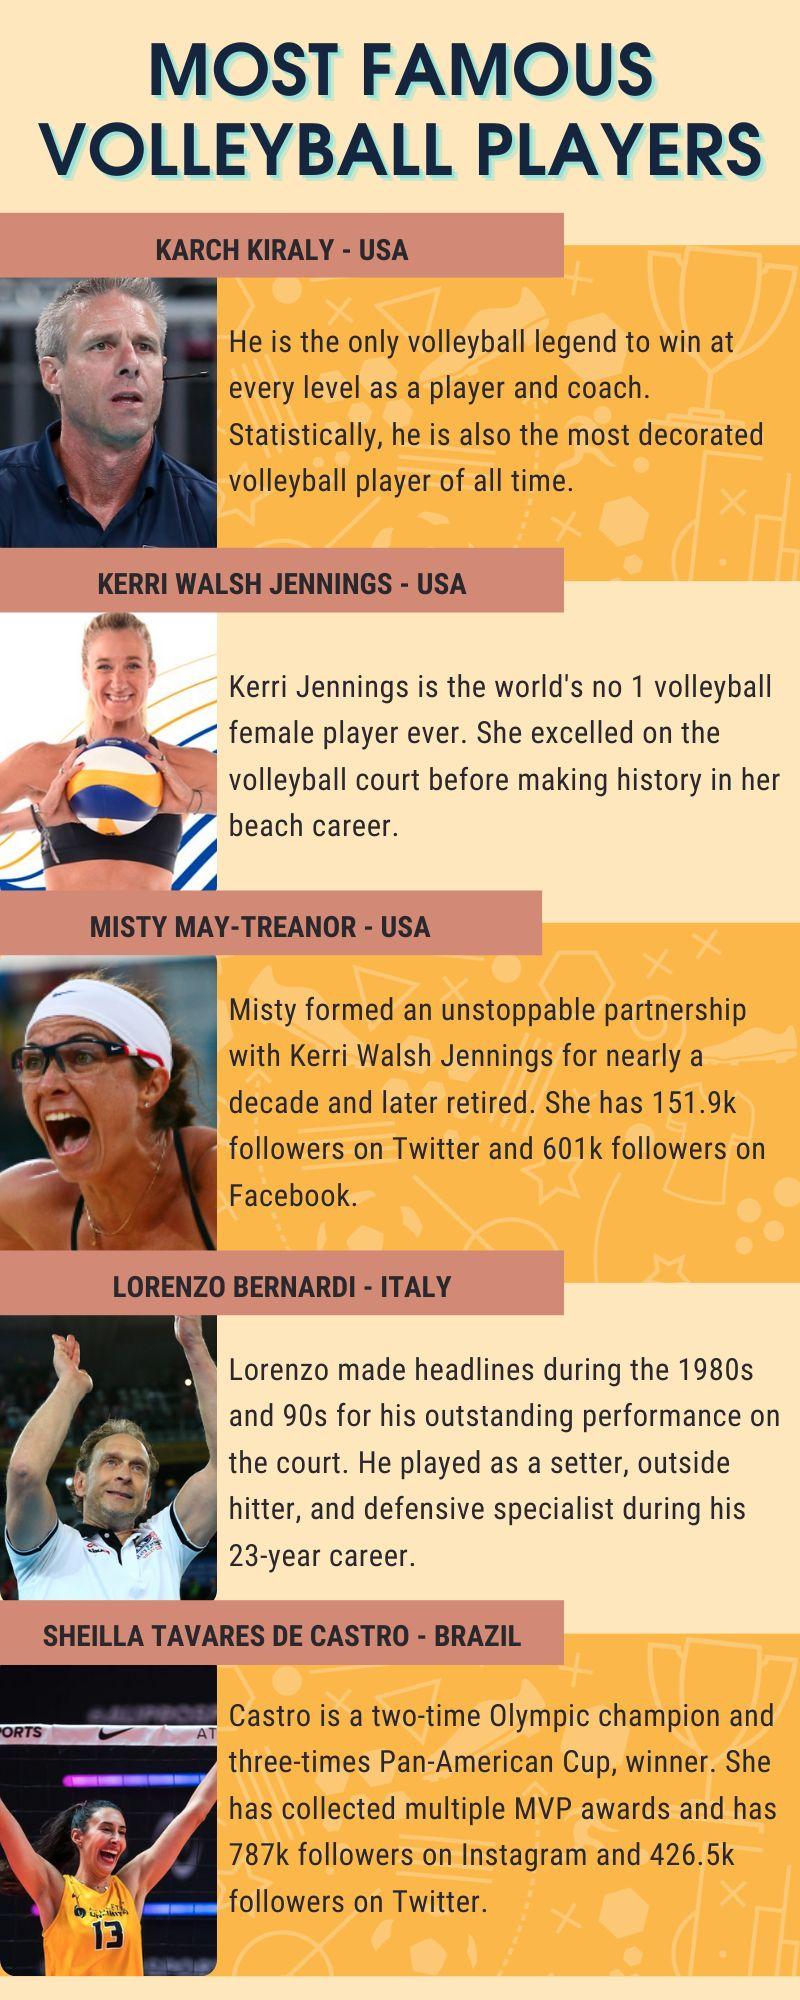 MOST FAMOUS
VOLLEYBALL PLAYERS
KARCH KIRALY - USA
He is the only volleyball legend to win at
every level as a player and coach.
Statistically, he is also the most decorated
volleyball player of all time.
KERRI WALSH JENNINGS - USA
Kerri Jennings is the world's no 1 volleyball
female player ever. She excelled on the
volleyball court before making history in her
beach career.
MISTY MAY-TREANOR - USA
Misty formed an unstoppable partnership
with Kerri Walsh Jennings for nearly a
decade and later retired. She has 151.9k
followers on Twitter and 601k followers on
Facebook.
LORENZO BERNARDI - ITALY
Lorenzo made headlines during the 1980s
and 90s for his outstanding performance on
the court. He played as a setter, outside
hitter, and defensive specialist during his
23-year career.
SHEILLA TAVARES DE CASTRO - BRAZIL
ORTS
AT
13
Castro is a two-time Olympic champion and
three-times Pan-American Cup, winner. She
has collected multiple MVP awards and has
787k followers on Instagram and 426.5k
followers on Twitter.